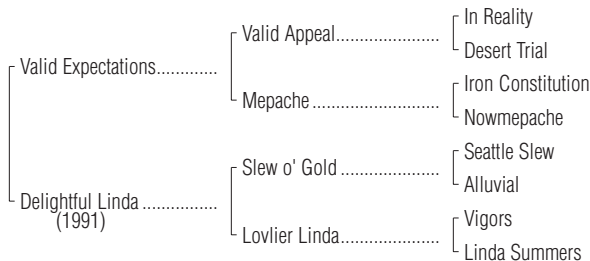 In Reality
Valid Appeal....................
Desert Trial
Valid Expectations.............
Iron Constitution
Mepache .........................
Nowmepache
Seattle Slew
Slew o' Gold ...................
Alluvial
Delightful Linda ...............
(1991)
Vigors
Lovlier Linda...................
Linda Summers